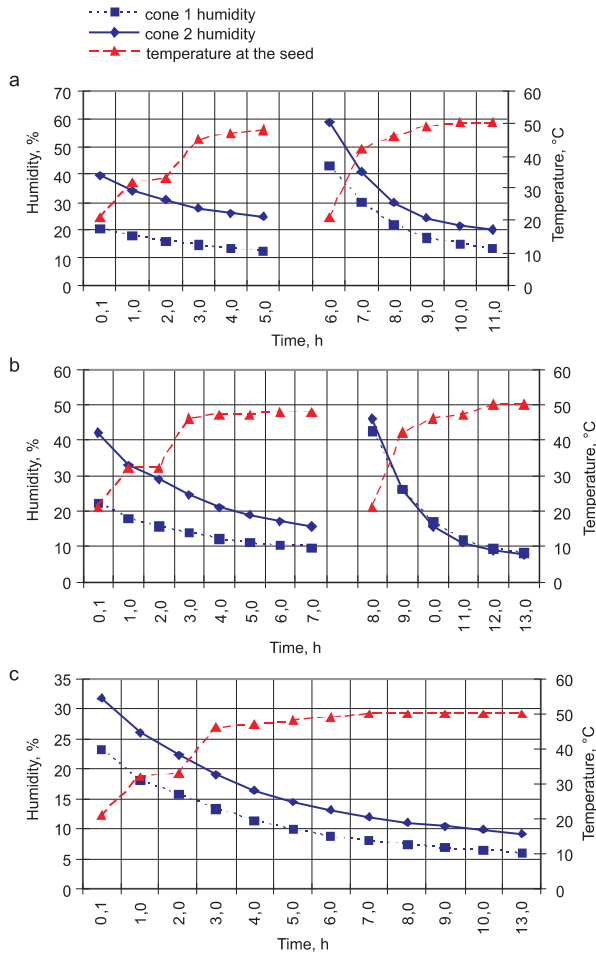 cone 1 humidity
cone 2 humidity
temperature at the seed
a
Humidity, %
70
60
50
40
30
20
10
0
60
50
40
30
20
10
0
Temperature, °C
0,1 1,0 2,0 3,0 4,0 5,0 6,0 7,0 8,0 9,0 10,0 11,0
Time, h
b
Humidity, %
60
50
40
30
20
10
0
60
50
40
30
20
10
0
Temperature, °C
0,1 1,0 2,0 3,0 4,0 5,0 6,0 7,0 8,0 9,0 0,0 11,0 12,0 13,0
Time, h
c
Humidity, %
35
30
25
20
15
10
5
0
60
50
40
30
20
10
0
Temperature, °C
0,1 1,0 2,0 3,0 4,0 5,0 6,0 7,0 8,0 9,0 10,0 13,0
Time, h